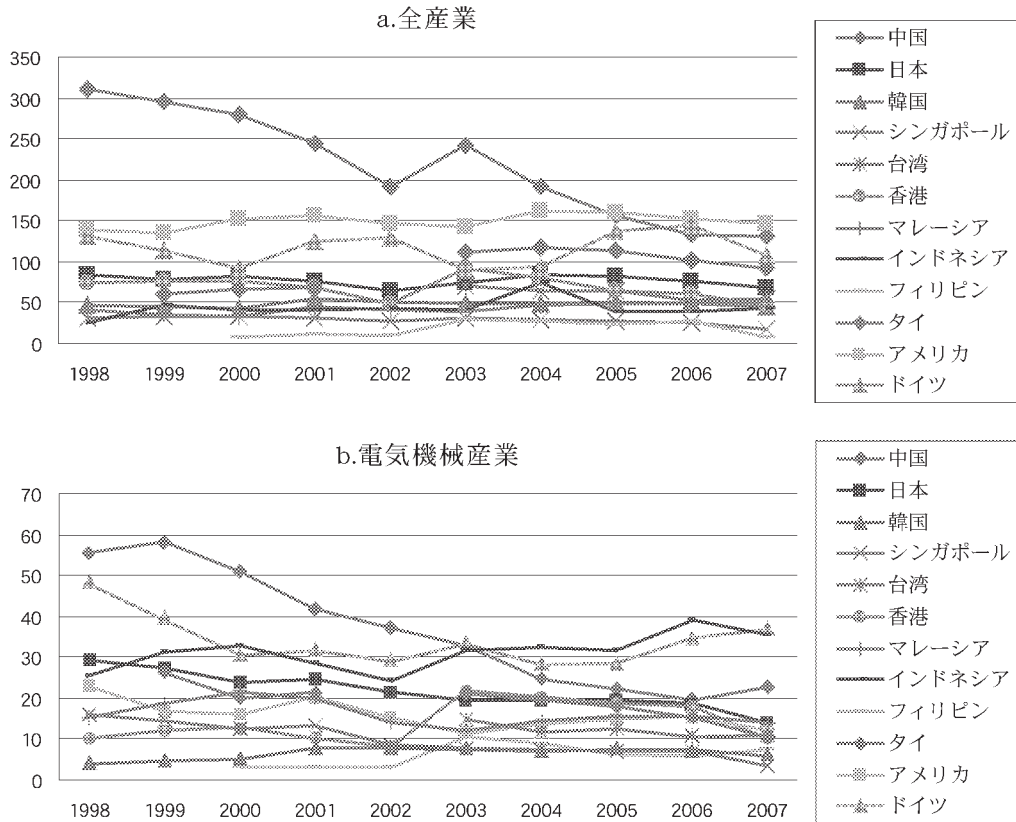 a.全産業
350
300
250
200
150
100
50
0
1998 1999 2000 2001 2002 2003 2004 2005 2006 2007
中国
日本
韓国
シンガポール
台湾
香港
マレーシア
インドネシア
フィリピン
タイ
アメリカ
ドイツ
b.電気機械産業
70
60
50
40
30
20
10
0
1998 1999 2000 2001 2002 2003 2004 2005 2006 2007
中国
日本
韓国
シンガポール
台湾
香港
マレーシア
インドネシア
フィリピン
タイ
アメリカ
ドイツ